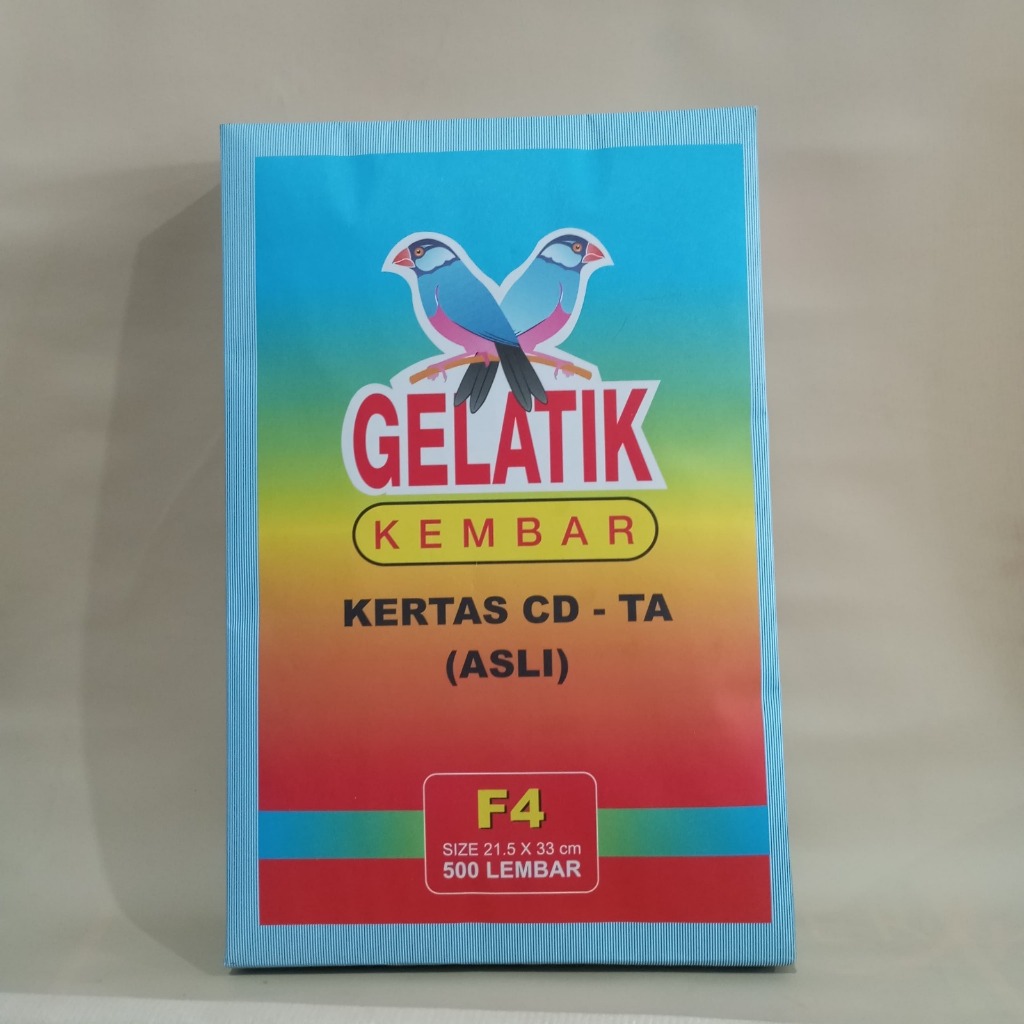 GELATIK
KEMBAR
KERTAS CD - TA
(ASLI)
F4
SIZE 21.5 X 33 cm
500 LEMBAR